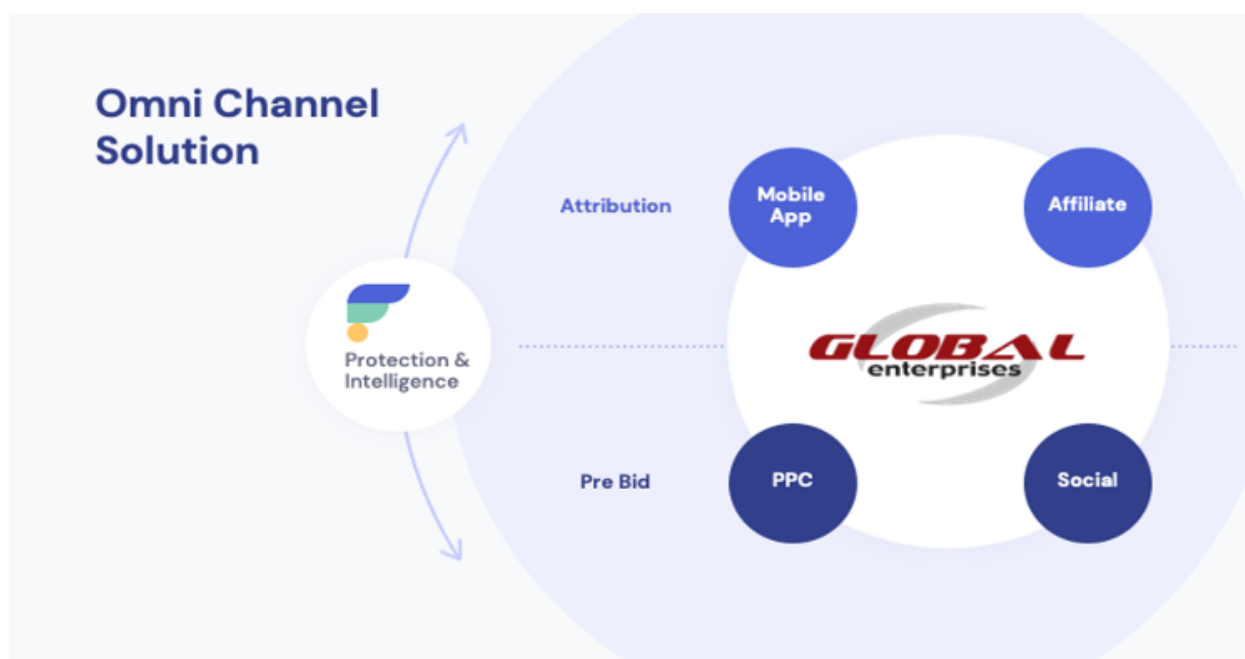 Omni Channel
Solution
Attribution
Mobile
App
Affiliate
Protection &
Intelligence
GLOBAL
enterprises
Pre Bid
PPC
Social